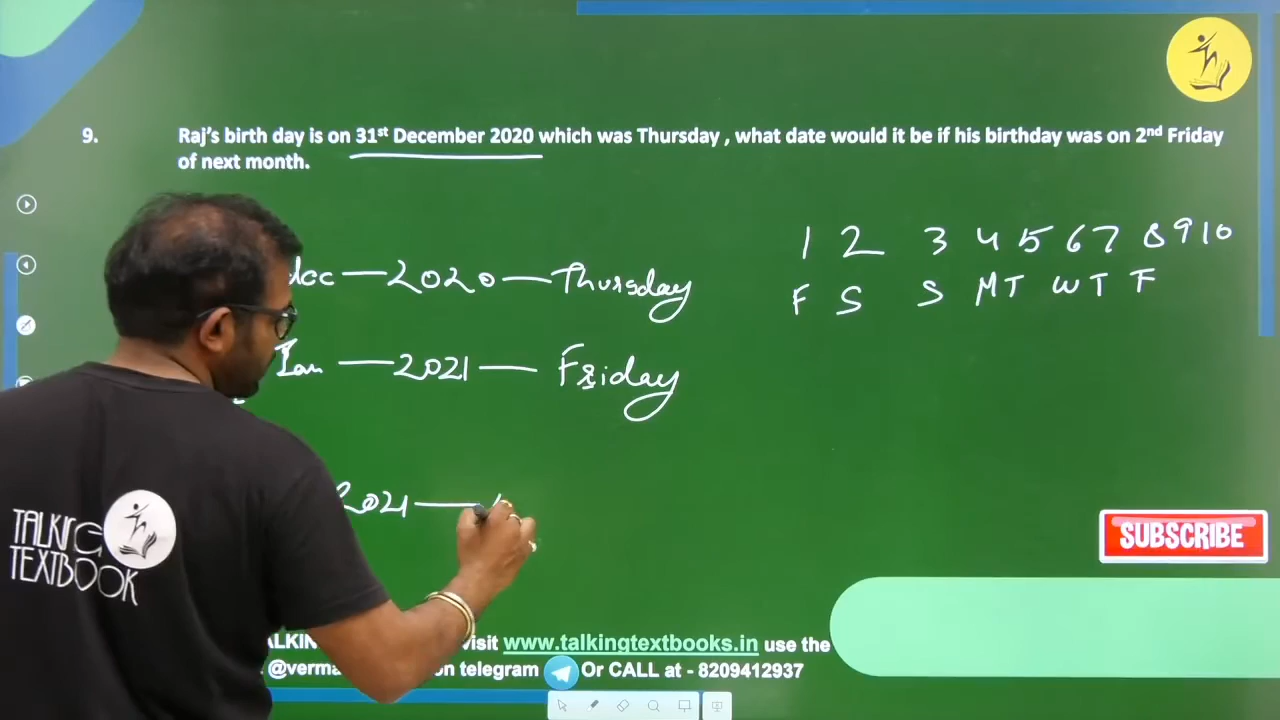 9. Raj's birth day is on 31st December 2020 which was Thursday , what date would it be if his birthday was on 2nd Friday
of next month.
1 2 3 4 5 6 7 8 9 10
F S S M T W T F
dec — 2020 — Thursday
Jan — 2021 — Friday
2021 —
TALKING
TEXTBOOK
SUBSCRIBE
visit www.talkingtextbooks.in use the
on telegram Or CALL at - 8209412937